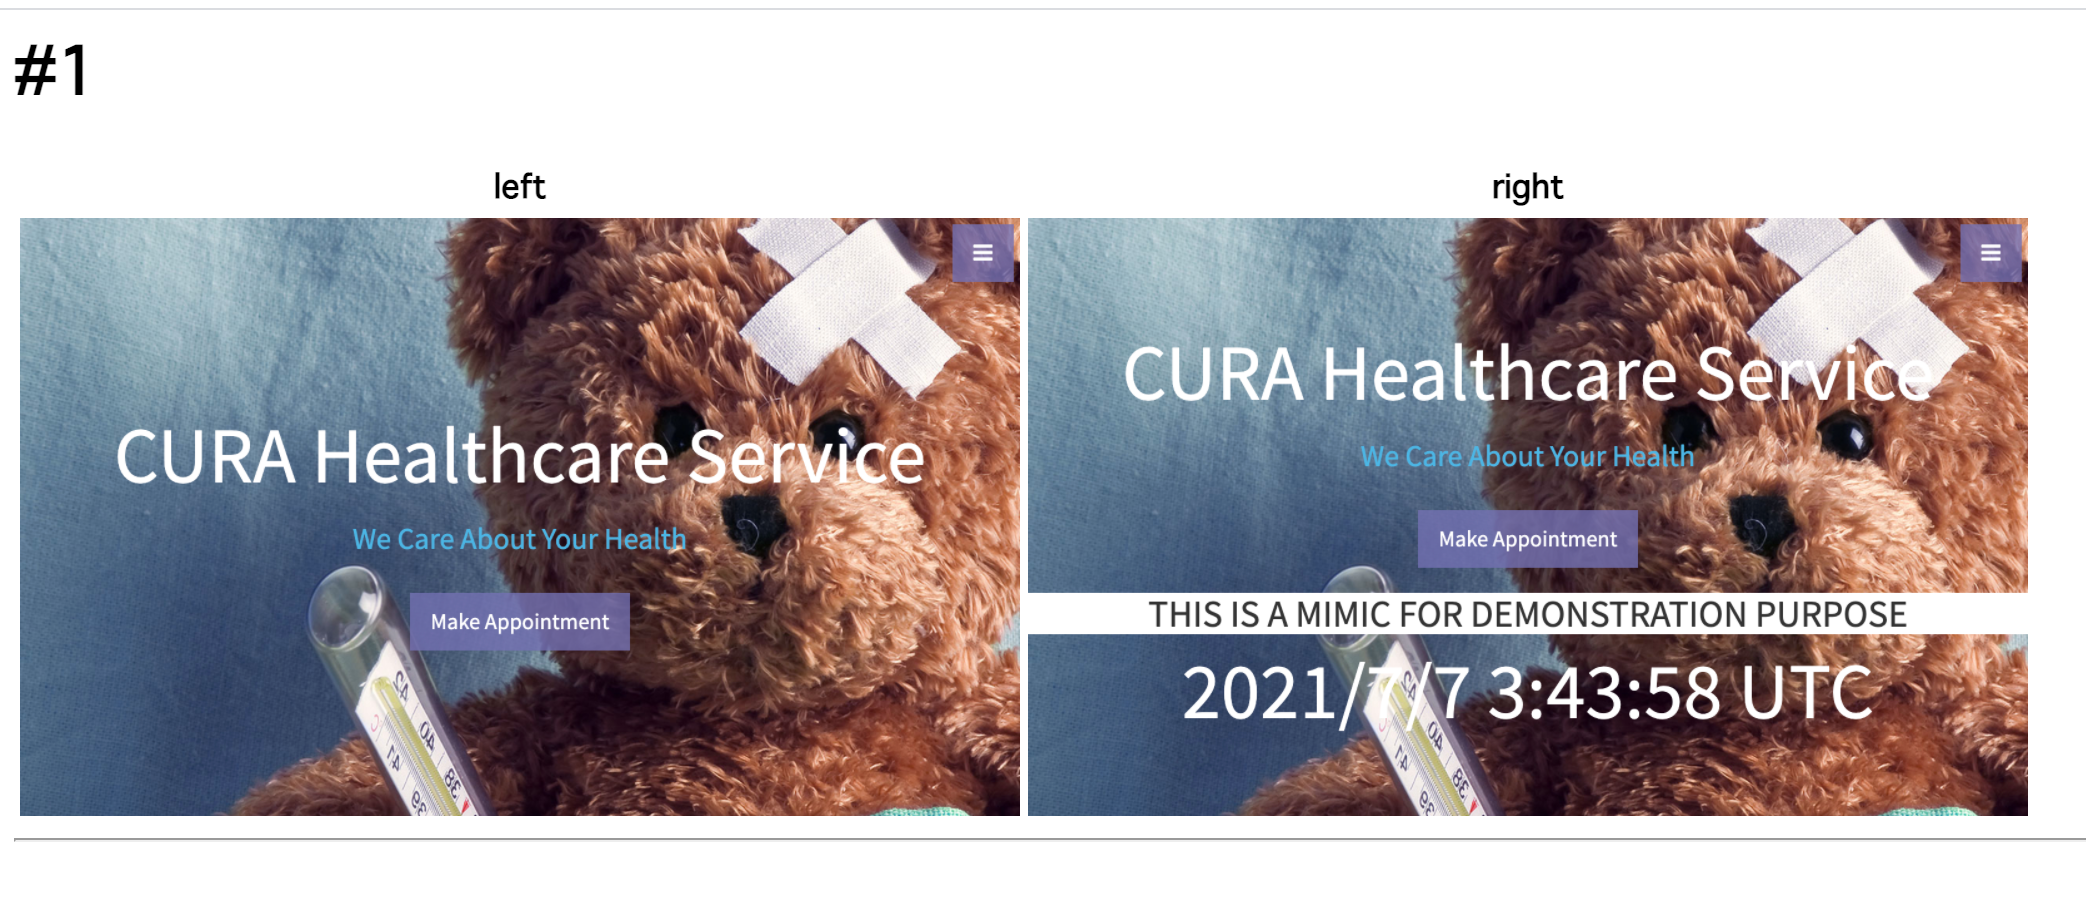 #1
left
CURA Healthcare Service
We Care About Your Health
Make Appointment
right
CURA Healthcare Service
We Care About Your Health
Make Appointment
THIS IS A MIMIC FOR DEMONSTRATION PURPOSE
2021/7/7 3:43:58 UTC